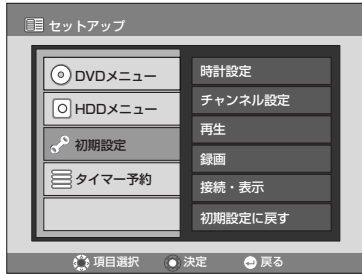 セットアップ
DVDメニュー
HDDメニュー
初期設定
タイマー予約
時計設定
チャンネル設定
再生
録画
接続・表示
初期設定に戻す
項目選択 決定 戻る